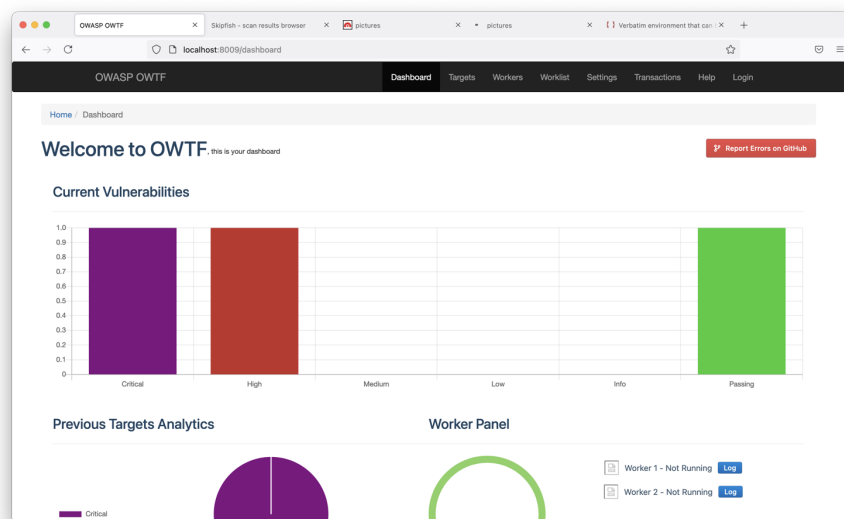 OWASP OWTF
Skipfish - scan results browser
pictures
pictures
Verbatim environment that can
localhost:8009/dashboard
OWASP OWTF
Dashboard Targets Workers Worklist Settings Transactions Help Login
Home / Dashboard
Welcome to OWTF, this is your dashboard
Report Errors on GitHub
Current Vulnerabilities
1.0
0.9
0.8
0.7
0.6
0.5
0.4
0.3
0.2
0.1
0
Critical High Medium Low Info Passing
Previous Targets Analytics
Worker Panel
Worker 1 - Not Running Log
Worker 2 - Not Running Log
Critical